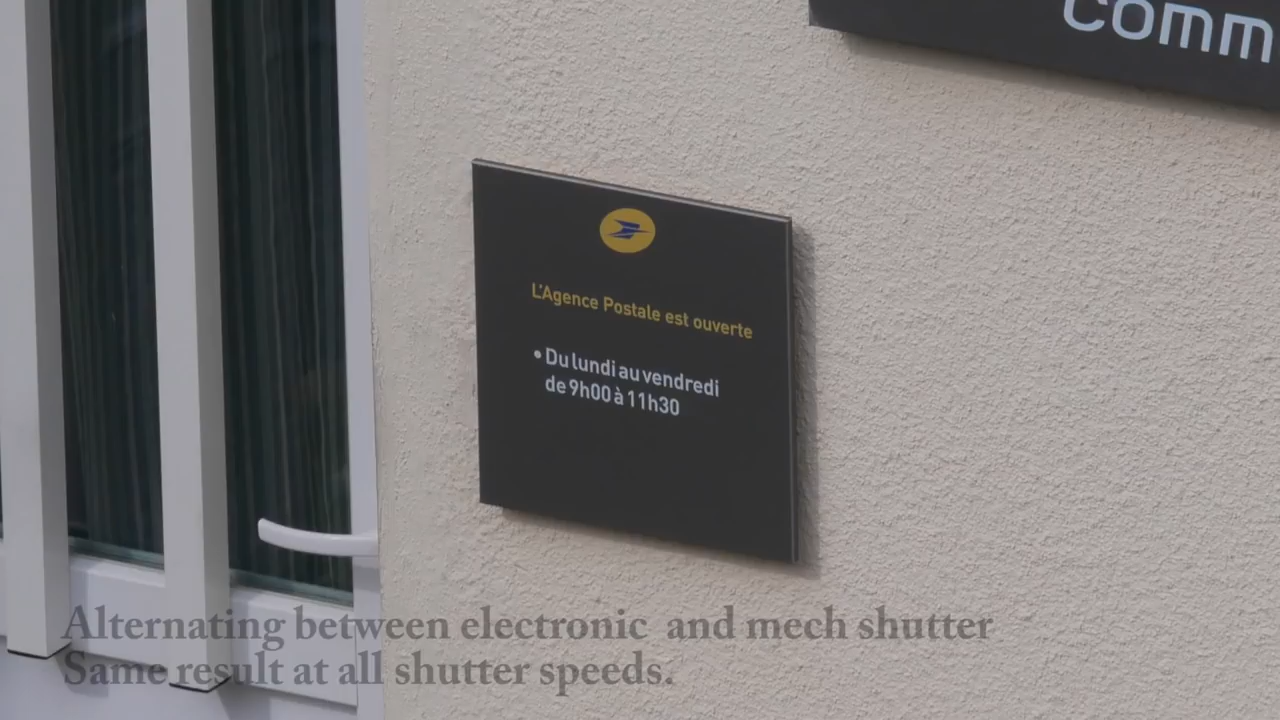 comm
L'Agence Postale est ouverte
• Du lundi au vendredi
de 9h00 à 11h30
Alternating between electronic and mech shutter
Same result at all shutter speeds.